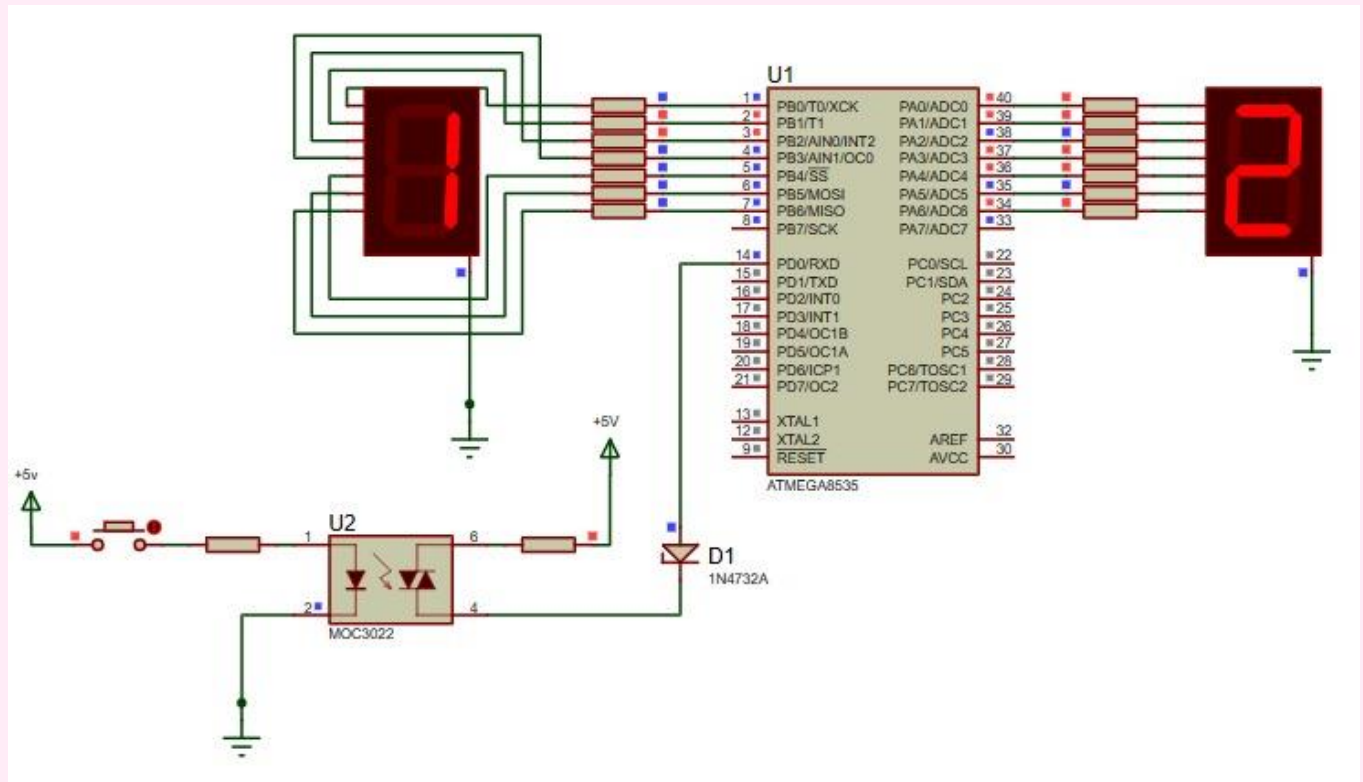 U1
1 PB0/T0/XCK PA0/ADC0 40
2 PB1/T1 PA1/ADC1 39
3 PB2/AIN0/INT2 PA2/ADC2 38
4 PB3/AIN1/OC0 PA3/ADC3 37
5 PB4/SS PA4/ADC4 36
6 PB5/MOSI PA5/ADC5 35
7 PB6/MISO PA6/ADC6 34
8 PB7/SCK PA7/ADC7 33
14 PD0/RXD PC0/SCL 22
15 PD1/TXD PC1/SDA 23
16 PD2/INT0 PC2 24
17 PD3/INT1 PC3 25
18 PD4/OC1B PC4 26
19 PD5/OC1A PC5 27
20 PD6/ICP1 PC6/TOSC1 28
21 PD7/OC2 PC7/TOSC2 29
13 XTAL1
12 XTAL2 AREF 32
9 RESET AVCC 30
ATMEGA8535
1
2
+5v
+5V
U2
1 6
2 4
MOC3022
D1
1N4732A